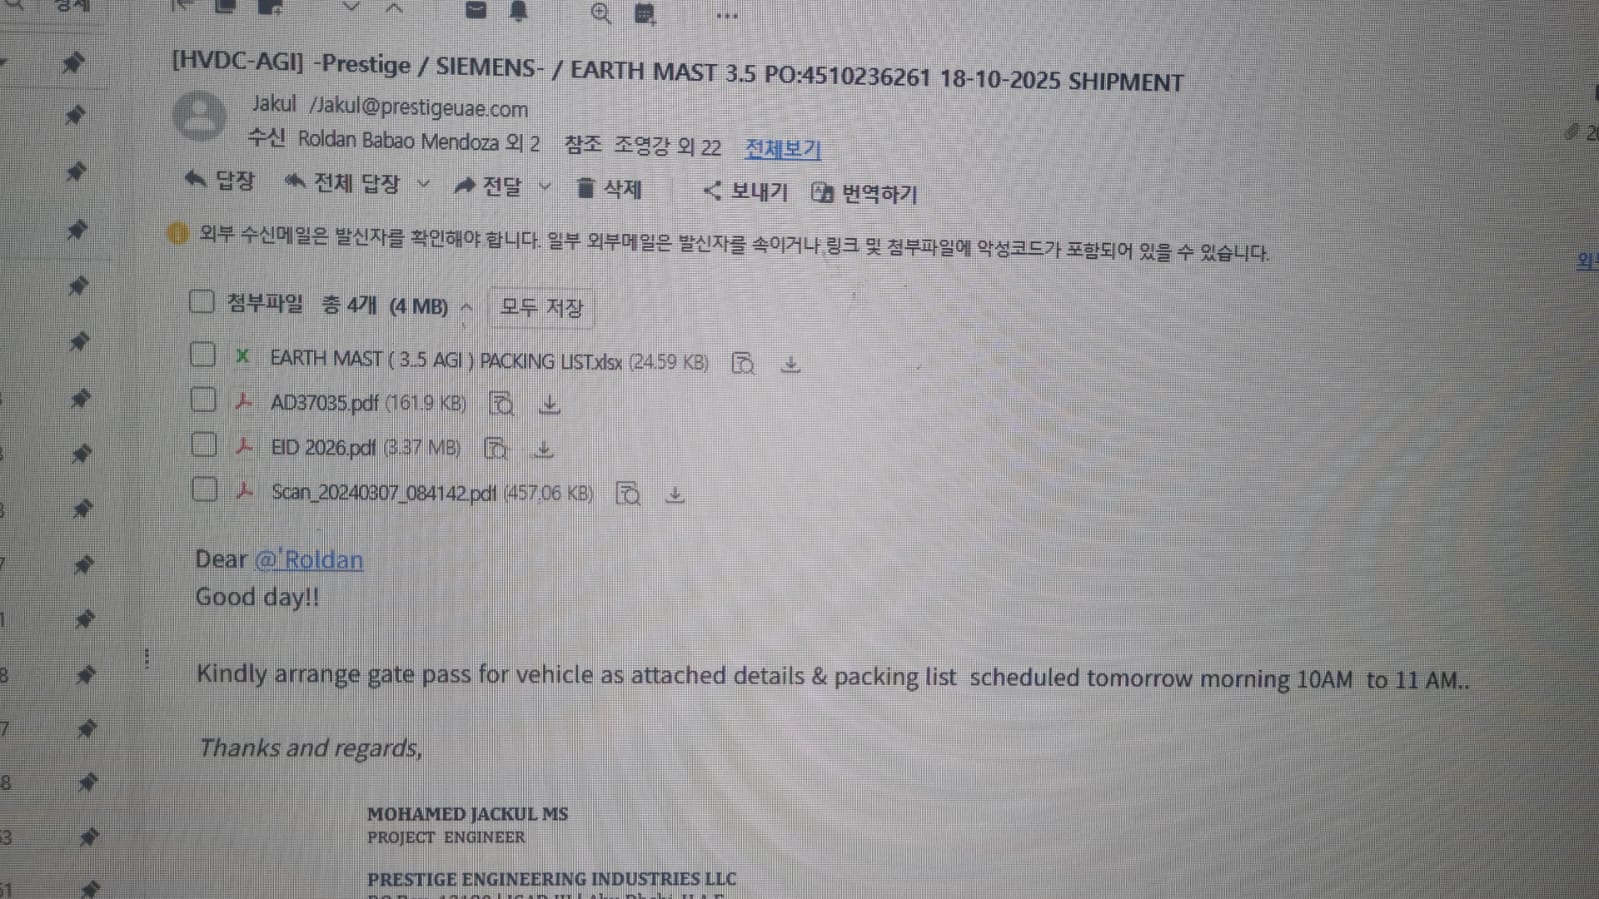 [HVDC-AGI] -Prestige / SIEMENS- / EARTH MAST 3.5 PO:4510236261 18-10-2025 SHIPMENT
Jakul /Jakul@prestigeuae.com
수신 Roldan Babao Mendoza 외 2 참조 조영강 외 22 전체보기
답장 전체 답장 전달 삭제 보내기 번역하기
외부 수신메일은 발신자를 확인해야 합니다. 일부 외부메일은 발신자를 속이거나, 링크 및 첨부파일에 악성코드가 포함되어 있을 수 있습니다.
첨부파일 총 4개 (4 MB) 모두 저장
EARTH MAST ( 3..5 AGI ) PACKING LIST.xlsx (24.59 KB)
AD37035.pdf (161.9 KB)
EID 2026.pdf (3.37 MB)
Scan_20240307_084142.pdf (457.06 KB)
Dear @'Roldan
Good day!!
Kindly arrange gate pass for vehicle as attached details & packing list scheduled tomorrow morning 10AM to 11 AM..
Thanks and regards,
MOHAMED JACKUL MS
PROJECT ENGINEER
PRESTIGE ENGINEERING INDUSTRIES LLC